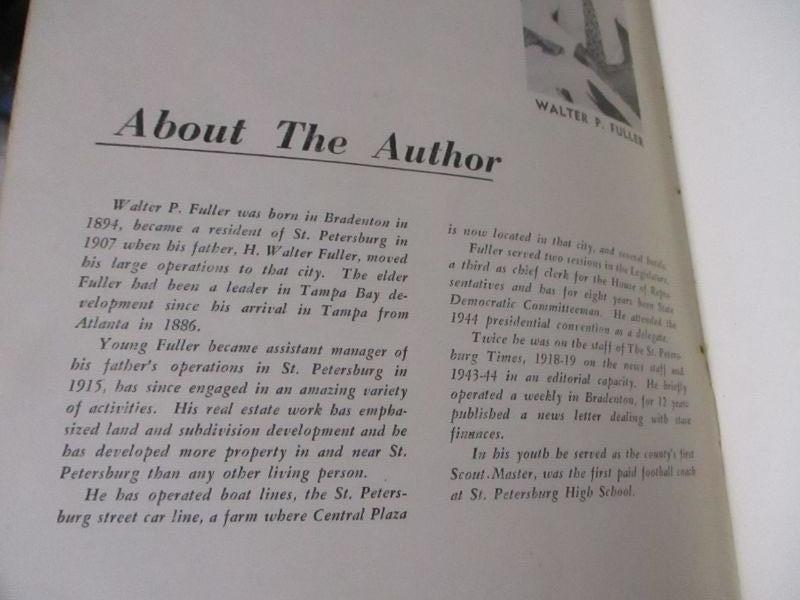 WALTER P. FULLER
About The Author
Walter P. Fuller was born in Bradenton in
1894, became a resident of St. Petersburg in
1907 when his father, H. Walter Fuller, moved
his large operations to that city. The elder
Fuller had been a leader in Tampa Bay de-
velopment since his arrival in Tampa from
Atlanta in 1886.
Young Fuller became assistant manager of
his father's operations in St. Petersburg in
1915, has since engaged in an amazing variety
of activities. His real estate work has empha-
sized land and subdivision development and he
has developed more property in and near St.
Petersburg than any other living person.
He has operated boat lines, the St. Peters-
burg street car line, a farm where Central Plaza
is now located in that city, and several hotels.
Fuller served two sessions in the Legislature,
a third as chief clerk for the House of Repre-
sentatives and has for eight years been State
Democratic Committeeman. He attended the
1944 presidential convention as a delegate.
Twice he was on the staff of The St. Peters-
burg Times, 1918-19 on the news staff and
1943-44 in an editorial capacity. He briefly
operated a weekly in Bradenton, for 12 years
published a news letter dealing with state
finances.
In his youth he served as the county's first
Scout Master, was the first paid football coach
at St. Petersburg High School.